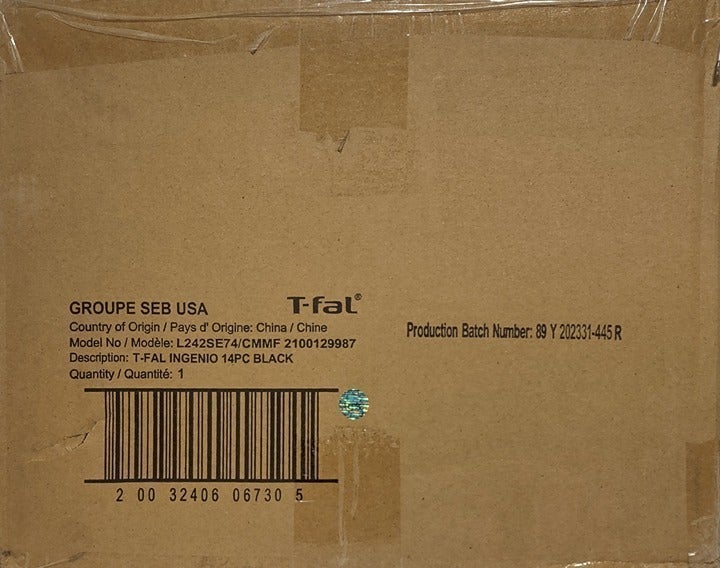 GROUPE SEB USA
T-fal®
Country of Origin / Pays d' Origine: China / Chine
Model No / Modèle: L242SE74/CMMF 2100129987
Description: T-FAL INGENIO 14PC BLACK
Quantity / Quantité: 1
2 00 32406 06730 5
Production Batch Number: 89 Y 202331-445 R